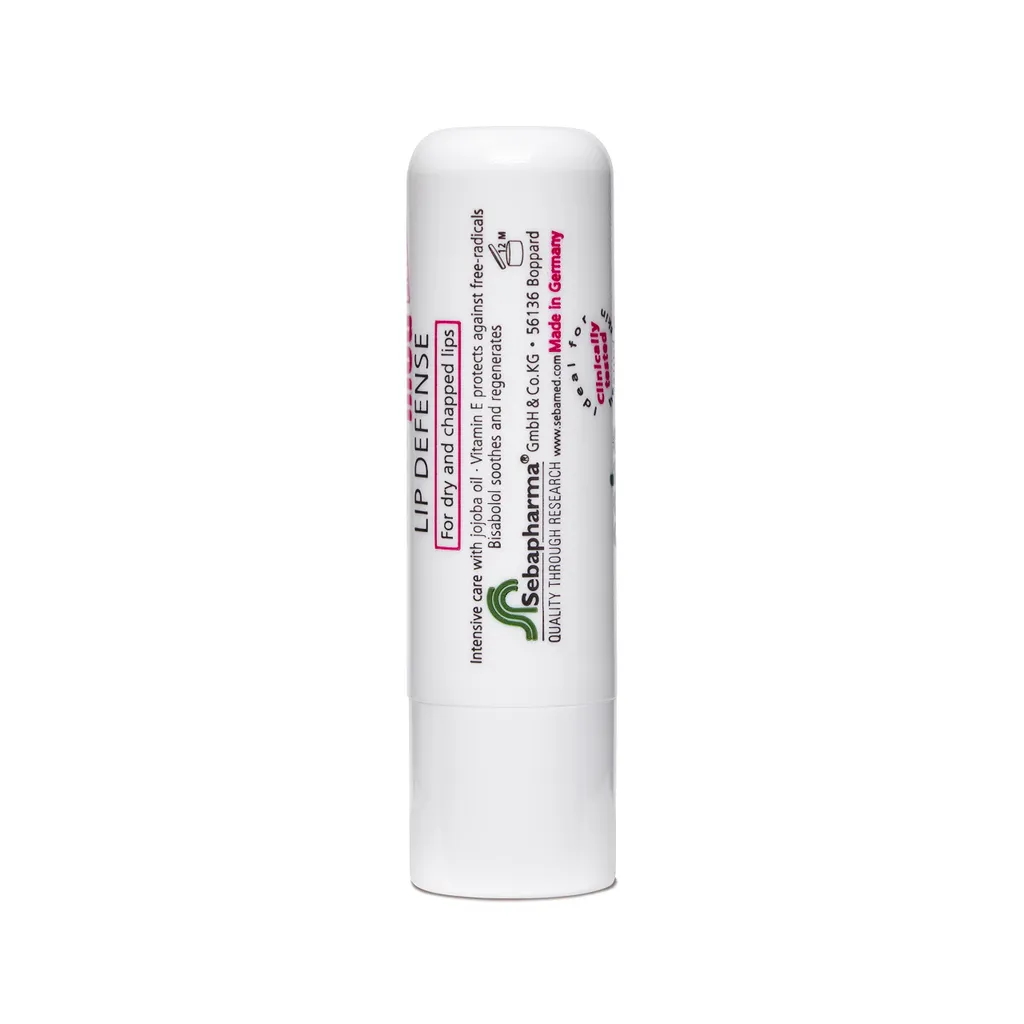 LIP DEFENSE
For dry and chapped lips
Intensive care with jojoba oil · Vitamin E protects against free-radicals
Bisabolol soothes and regenerates
12 M
Sebapharma® GmbH & Co.KG • 56136 Boppard
QUALITY THROUGH RESEARCH www.sebamed.com Made in Germany
Clinically
tested